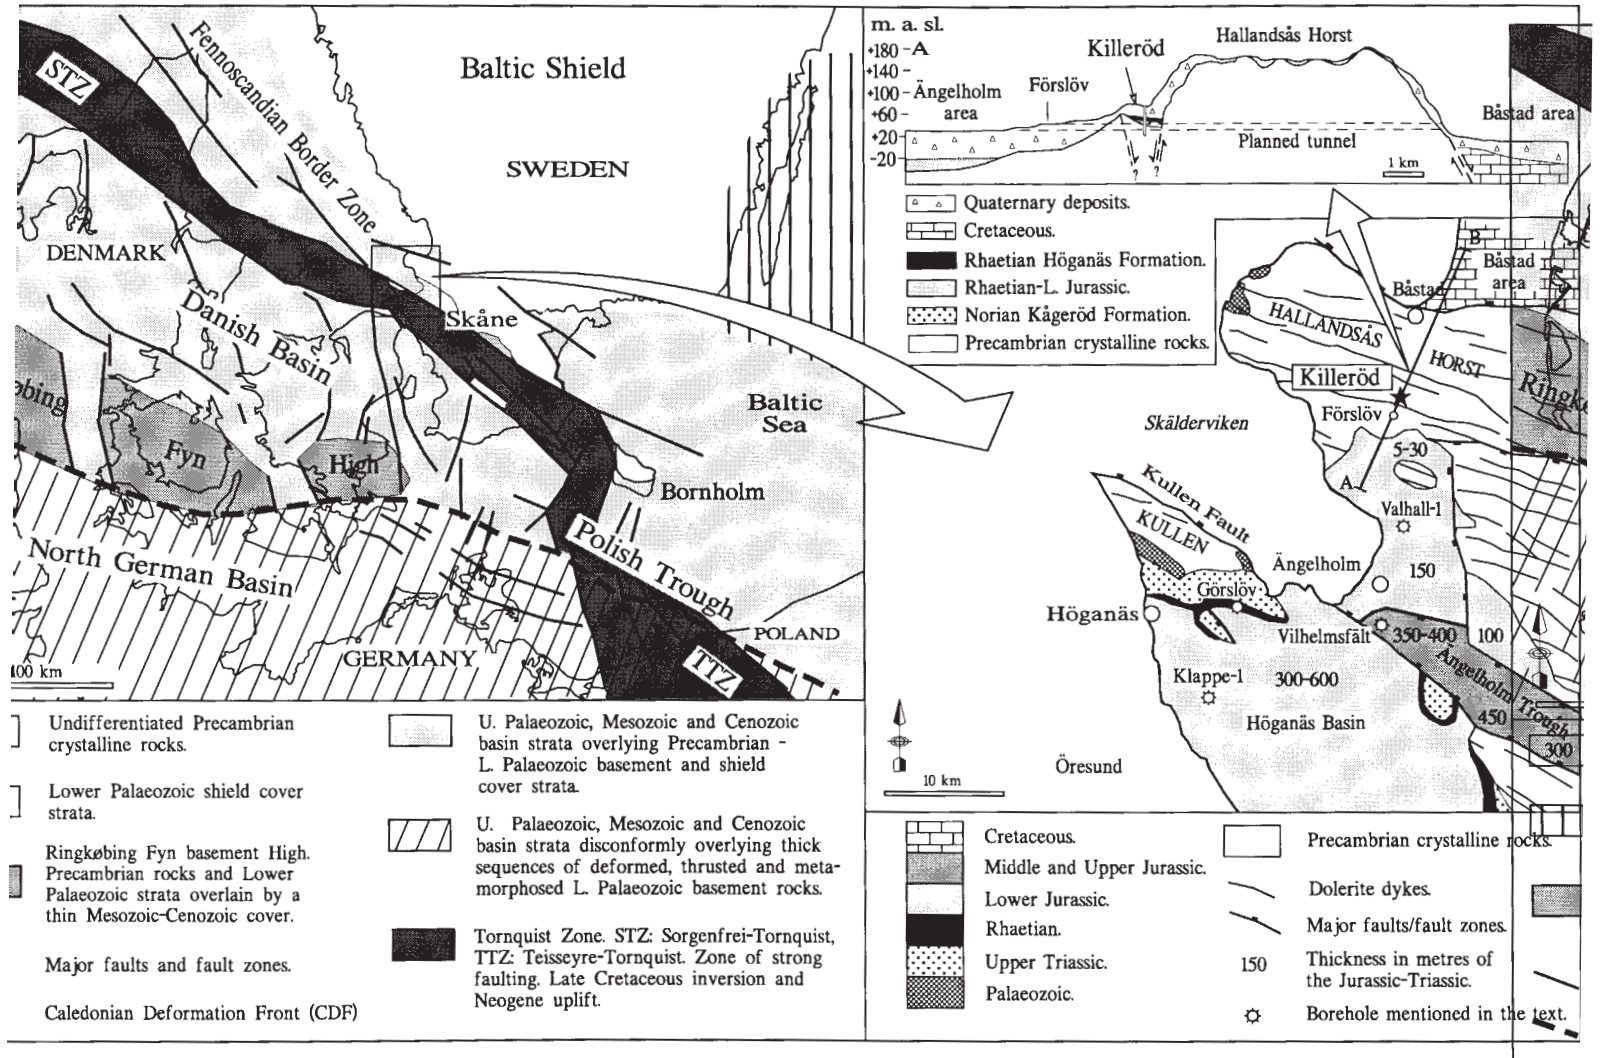 STZ
Fennoscandian Border Zone
Baltic Shield
SWEDEN
DENMARK
Danish Basin
Skåne
Baltic
Sea
øbing
Fyn
High
Bornholm
North German Basin
Polish Trough
POLAND
GERMANY
TTZ
100 km
Undifferentiated Precambrian
crystalline rocks.
Lower Palaeozoic shield cover
strata.
Ringkøbing Fyn basement High.
Precambrian rocks and Lower
Palaeozoic strata overlain by a
thin Mesozoic-Cenozoic cover.
Major faults and fault zones.
Caledonian Deformation Front (CDF)
U. Palaeozoic, Mesozoic and Cenozoic
basin strata overlying Precambrian -
L. Palaeozoic basement and shield
cover strata.
U. Palaeozoic, Mesozoic and Cenozoic
basin strata disconformly overlying thick
sequences of deformed, thrusted and meta-
morphosed L. Palaeozoic basement rocks.
Tornquist Zone. STZ: Sorgenfrei-Tornquist,
TTZ: Teisseyre-Tornquist. Zone of strong
faulting. Late Cretaceous inversion and
Neogene uplift.
m. a. sl.
+180 - A
+140 -
+100 -
+60 -
+20 -
-20 -
Ängelholm
area
Förslöv
Killeröd
Hallandsås Horst
Båstad area
Planned tunnel
1 km
? ?
Quaternary deposits.
Cretaceous.
Rhaetian Höganäs Formation.
Rhaetian-L. Jurassic.
Norian Kågeröd Formation.
Precambrian crystalline rocks.
B
Båstad
area
Båstad
HALLANDSÅS
HORST
Killeröd
Förslöv
Ringkø
Skälderviken
5-30
A
Valhall-1
Kullen Fault
KULLEN
Ängelholm
150
Görslöv
Höganäs
Vilhelmsfält
350-400
100
Ängelholm Trough
Klappe-1
300-600
450
Höganäs Basin
300
Öresund
10 km
Cretaceous.
Middle and Upper Jurassic.
Lower Jurassic.
Rhaetian.
Upper Triassic.
Palaeozoic.
Precambrian crystalline rocks.
Dolerite dykes.
Major faults/fault zones.
150
Thickness in metres of
the Jurassic-Triassic.
Borehole mentioned in the text.